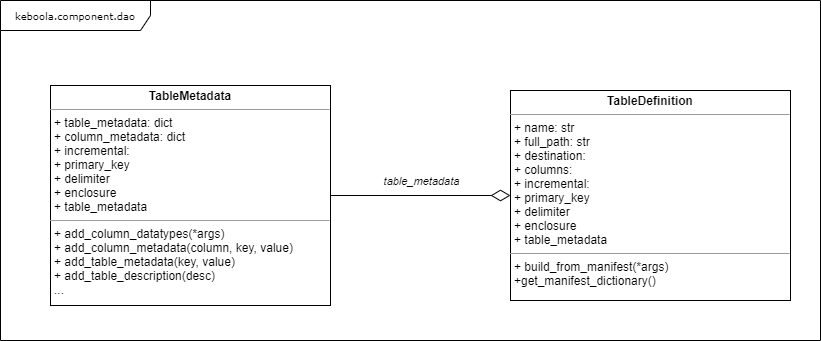 keboola.component.dao
TableMetadata
+ table_metadata: dict
+ column_metadata: dict
+ incremental:
+ primary_key
+ delimiter
+ enclosure
+ table_metadata
+ add_column_datatypes(*args)
+ add_column_metadata(column, key, value)
+ add_table_metadata(key, value)
+ add_table_description(desc)
...
table_metadata
TableDefinition
+ name: str
+ full_path: str
+ destination:
+ columns:
+ incremental:
+ primary_key
+ delimiter
+ enclosure
+ table_metadata
+ build_from_manifest(*args)
+get_manifest_dictionary()